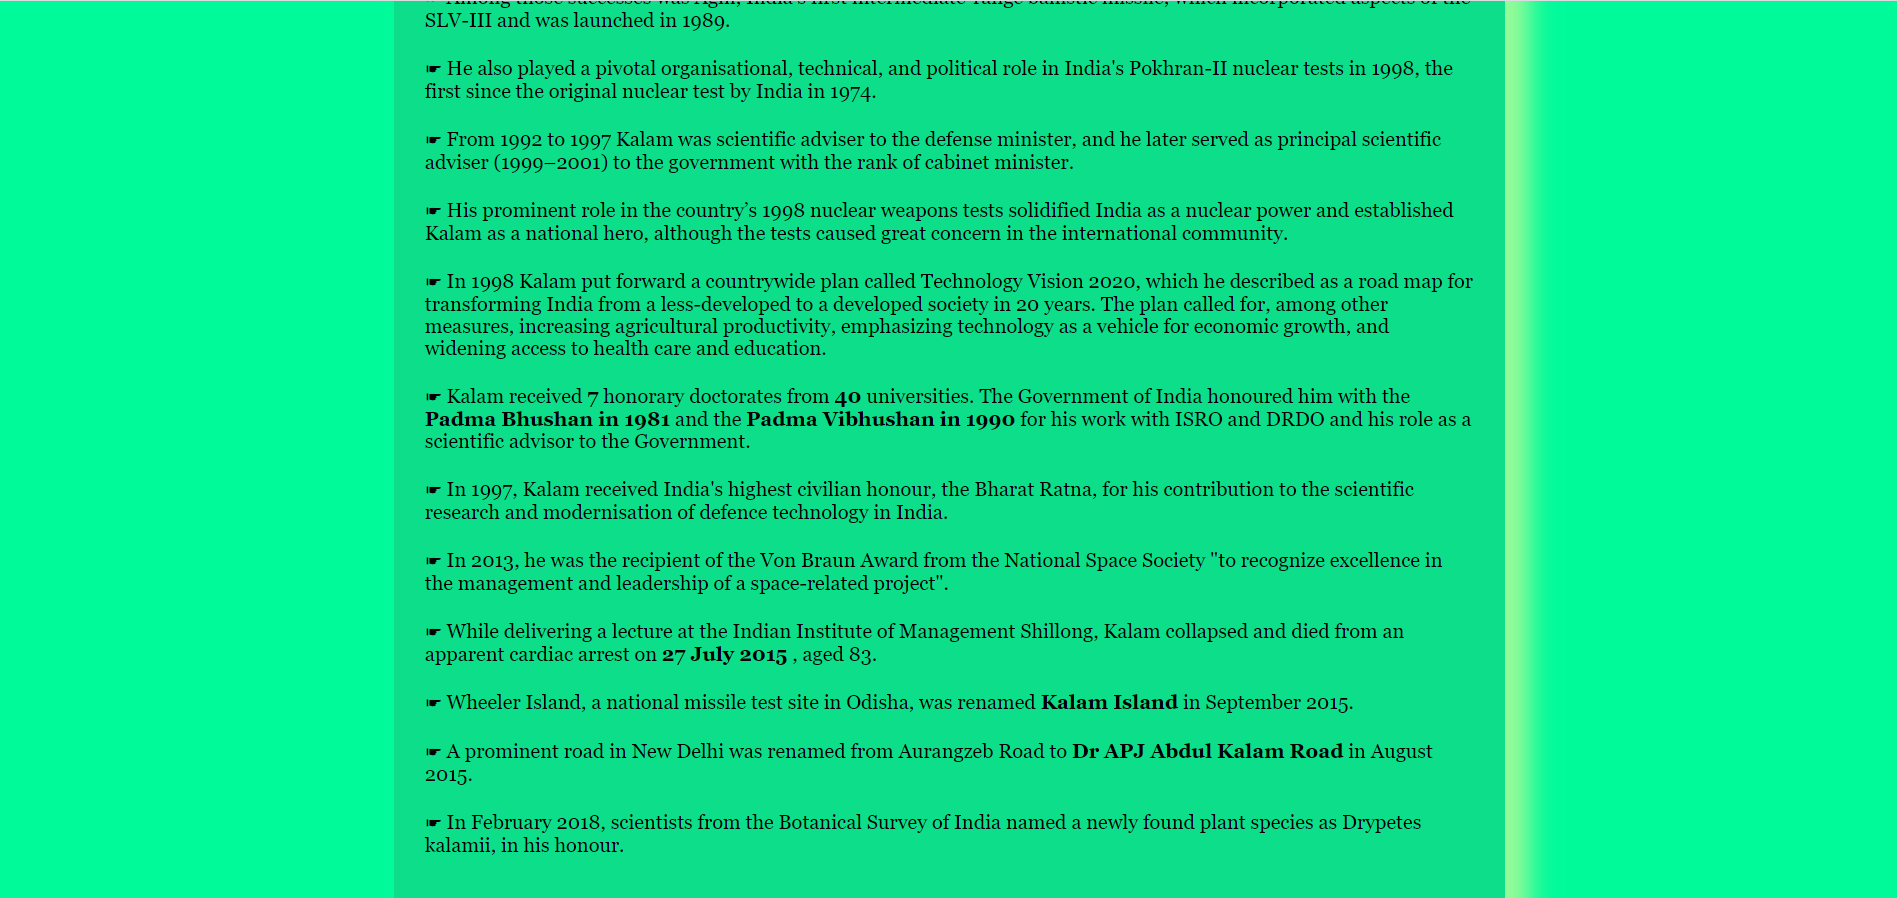 ☛ Among those successes was Agni, India's first intermediate-range ballistic missile, which incorporated aspects of the
SLV-III and was launched in 1989.
☛ He also played a pivotal organisational, technical, and political role in India's Pokhran-II nuclear tests in 1998, the
first since the original nuclear test by India in 1974.
☛ From 1992 to 1997 Kalam was scientific adviser to the defense minister, and he later served as principal scientific
adviser (1999–2001) to the government with the rank of cabinet minister.
☛ His prominent role in the country’s 1998 nuclear weapons tests solidified India as a nuclear power and established
Kalam as a national hero, although the tests caused great concern in the international community.
☛ In 1998 Kalam put forward a countrywide plan called Technology Vision 2020, which he described as a road map for
transforming India from a less-developed to a developed society in 20 years. The plan called for, among other
measures, increasing agricultural productivity, emphasizing technology as a vehicle for economic growth, and
widening access to health care and education.
☛ Kalam received 7 honorary doctorates from 40 universities. The Government of India honoured him with the
Padma Bhushan in 1981 and the Padma Vibhushan in 1990 for his work with ISRO and DRDO and his role as a
scientific advisor to the Government.
☛ In 1997, Kalam received India's highest civilian honour, the Bharat Ratna, for his contribution to the scientific
research and modernisation of defence technology in India.
☛ In 2013, he was the recipient of the Von Braun Award from the National Space Society "to recognize excellence in
the management and leadership of a space-related project".
☛ While delivering a lecture at the Indian Institute of Management Shillong, Kalam collapsed and died from an
apparent cardiac arrest on 27 July 2015 , aged 83.
☛ Wheeler Island, a national missile test site in Odisha, was renamed Kalam Island in September 2015.
☛ A prominent road in New Delhi was renamed from Aurangzeb Road to Dr APJ Abdul Kalam Road in August
2015.
☛ In February 2018, scientists from the Botanical Survey of India named a newly found plant species as Drypetes
kalamii, in his honour.